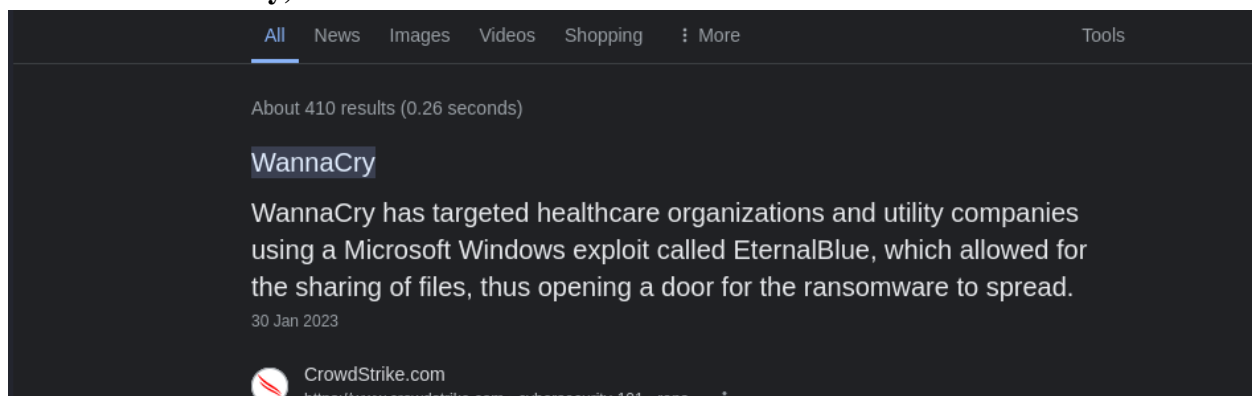 All News Images Videos Shopping More Tools
About 410 results (0.26 seconds)
WannaCry
WannaCry has targeted healthcare organizations and utility companies
using a Microsoft Windows exploit called EternalBlue, which allowed for
the sharing of files, thus opening a door for the ransomware to spread.
30 Jan 2023
CrowdStrike.com